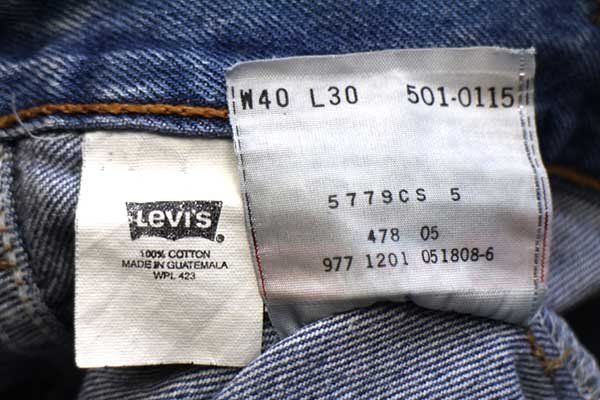 W40 L30 501-0115
5779CS 5
478 05
977 1201 051808-6
LEVI'S
100% COTTON
MADE IN GUATEMALA
WPL 423